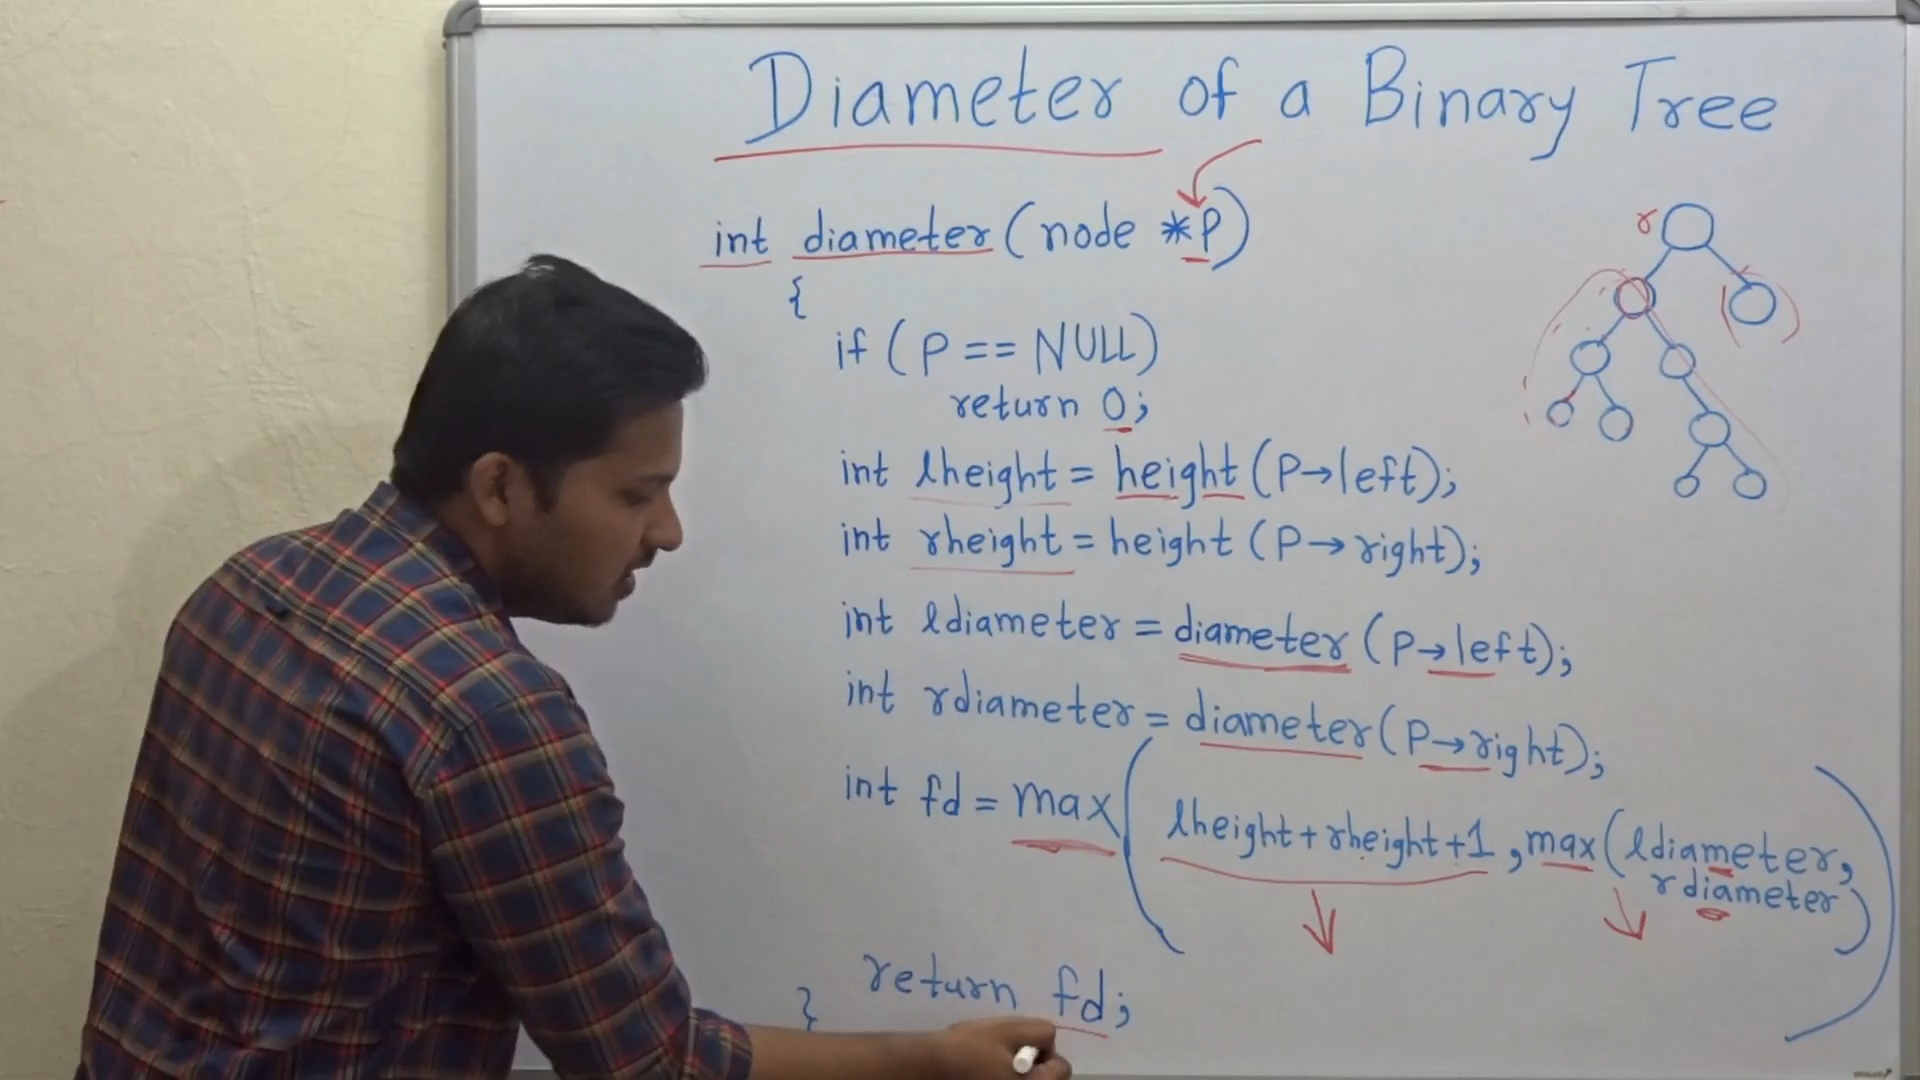 Diameter of a Binary Tree
int diameter(node *P)
{
if (P == NULL)
return 0;
int lheight = height (P→left);
int rheight = height (P→right);
int ldiameter = diameter (P→left);
int rdiameter = diameter (P→right);
int fd = max(lheight + rheight +1, max(ldiameter,
rdiameter))
return fd;
}
r